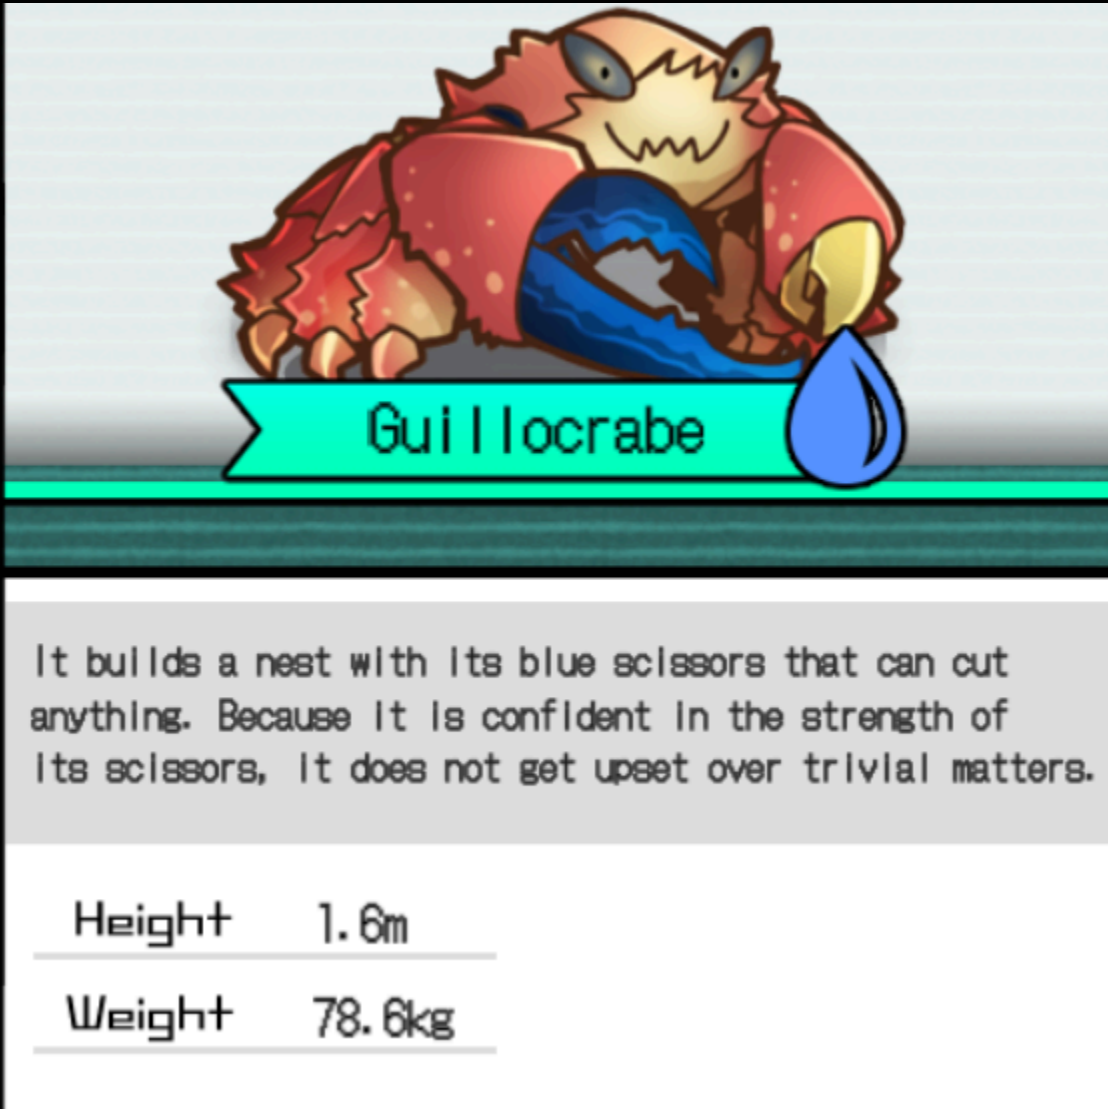 Guillocrabe
It builds a nest with its blue scissors that can cut
anything. Because it is confident in the strength of
its scissors, it does not get upset over trivial matters.
Height 1.6m
Weight 78.6kg